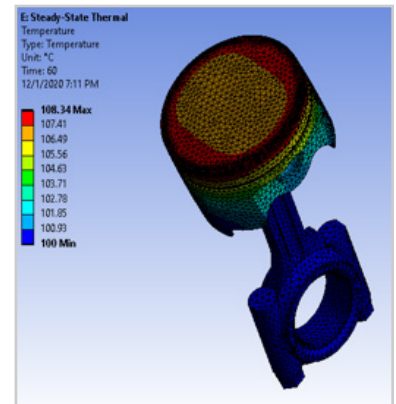 E: Steady-State Thermal
Temperature
Type: Temperature
Unit: °C
Time: 60
12/1/2020 7:11 PM
108.34 Max
107.41
106.49
105.56
104.63
103.71
102.78
101.85
100.93
100 Min